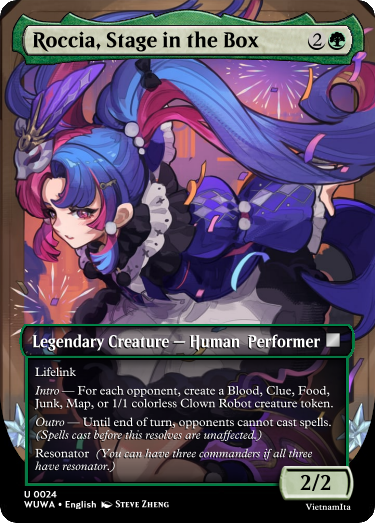 Roccia, Stage in the Box 2
Legendary Creature — Human Performer
Lifelink
Intro — For each opponent, create a Blood, Clue, Food,
Junk, Map, or 1/1 colorless Clown Robot creature token.
Outro — Until end of turn, opponents cannot cast spells.
(Spells cast before this resolves are unaffected.)
Resonator (You can have three commanders if all three
have resonator.)
2/2
U 0024
WUWA • English STEVE ZHENG
VietnamIta